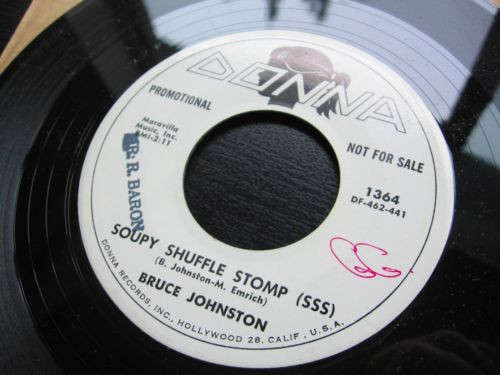 DONNA
PROMOTIONAL
NOT FOR SALE
Maravilla
Music, Inc.
BMI-2:11
1364
DF-462-441
R. R. BARON
SOUPY SHUFFLE STOMP (SSS)
(B. Johnston-M. Emrich)
BRUCE JOHNSTON
DONNA RECORDS, INC., HOLLYWOOD 28, CALIF., U.S.A.